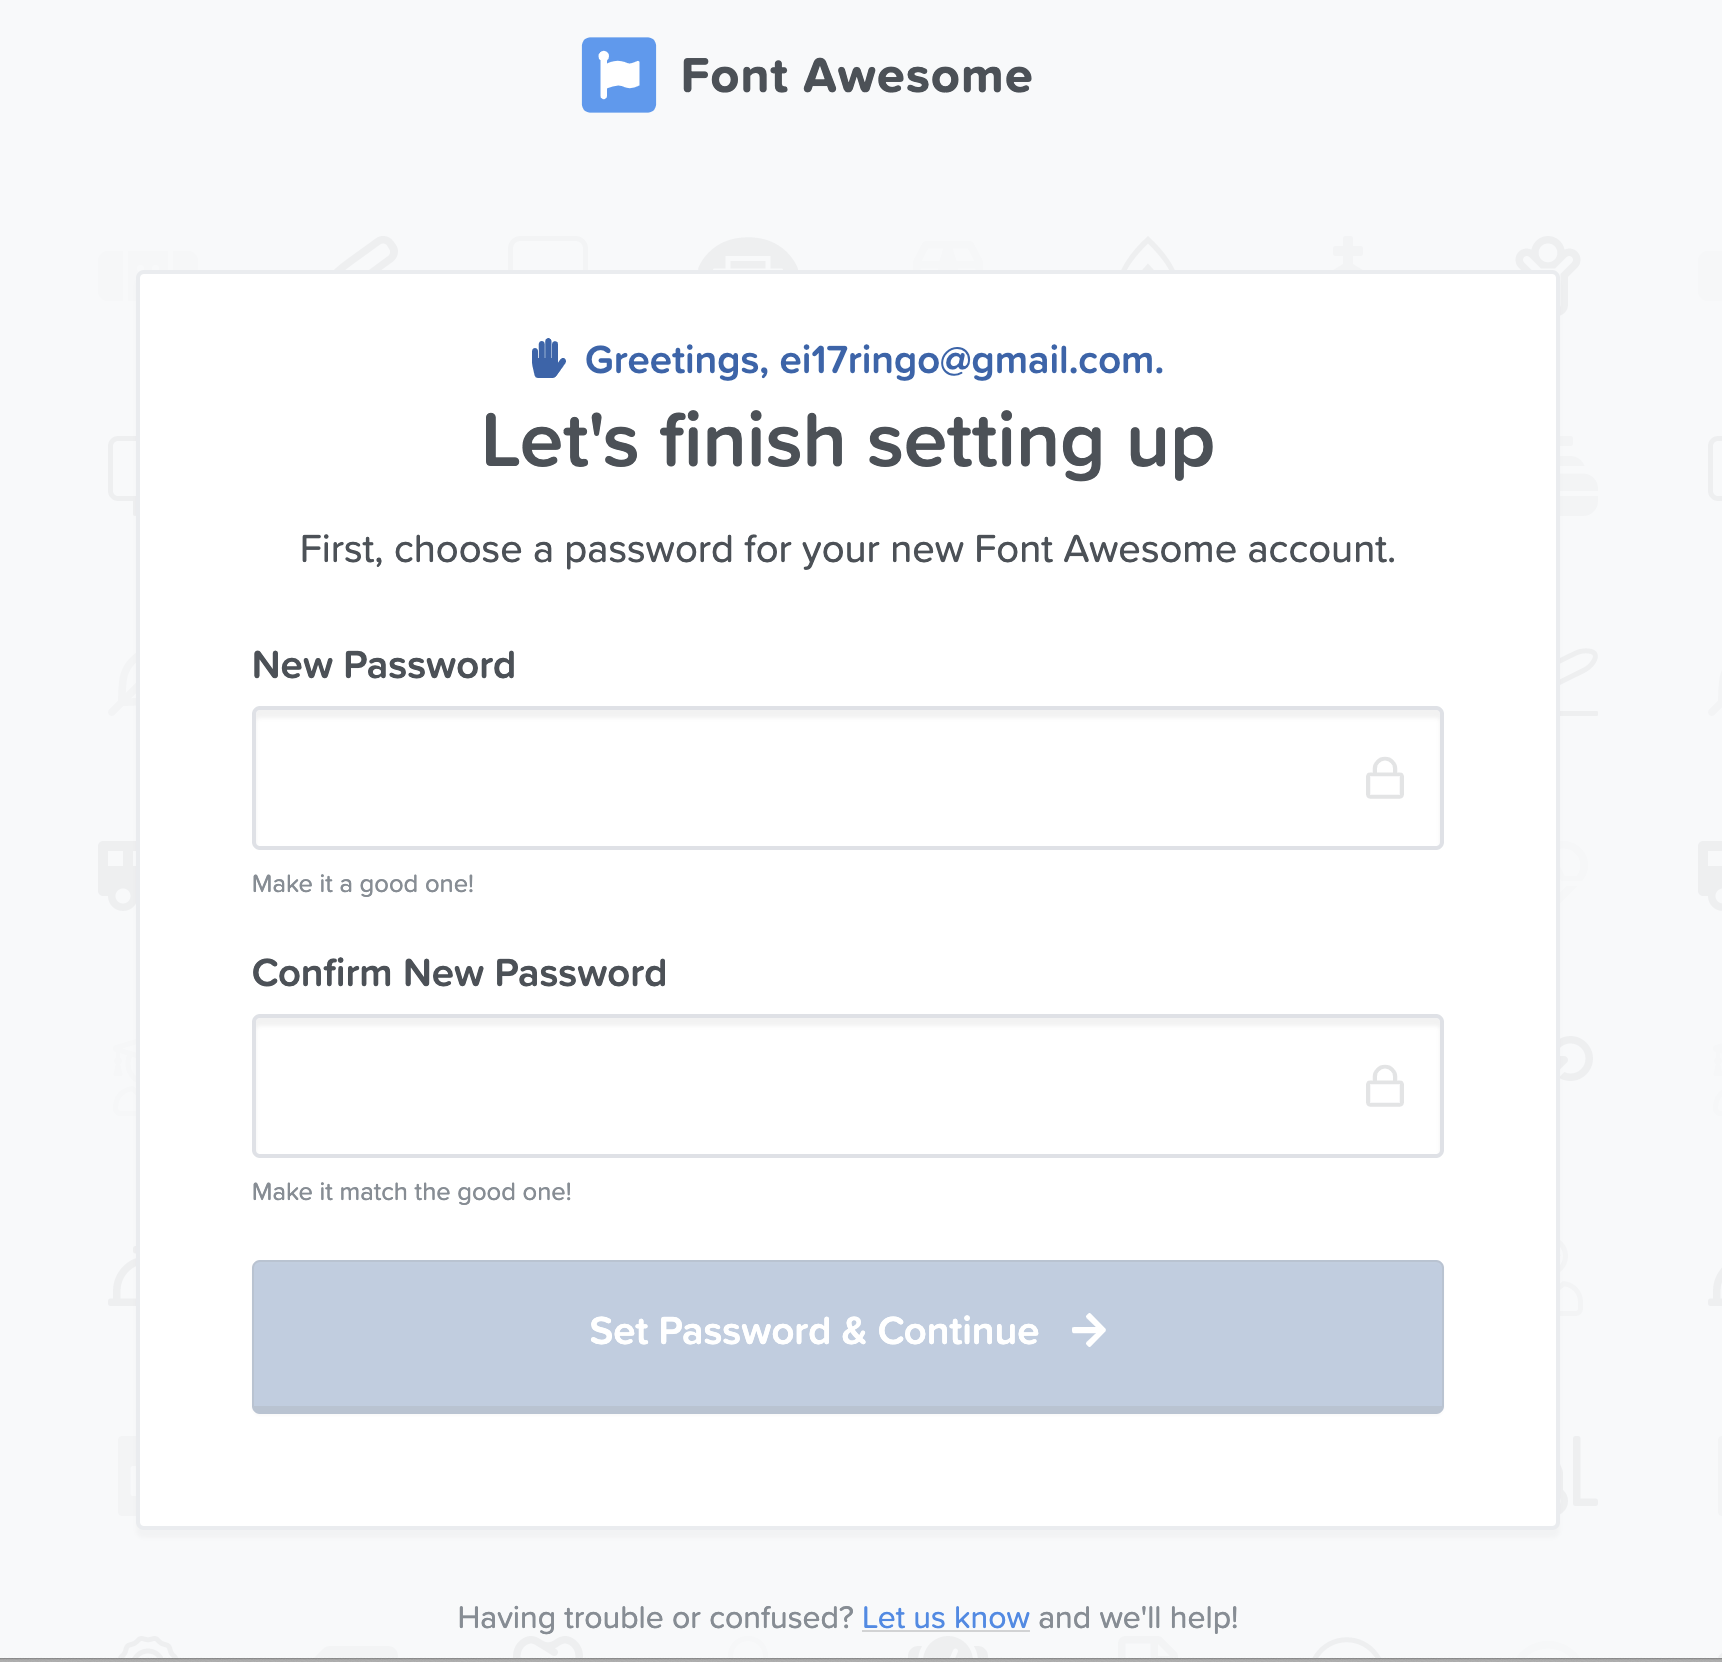 Font Awesome
Greetings, ei17ringo@gmail.com.
Let's finish setting up
First, choose a password for your new Font Awesome account.
New Password
Make it a good one!
Confirm New Password
Make it match the good one!
Set Password & Continue
Having trouble or confused? Let us know and we'll help!